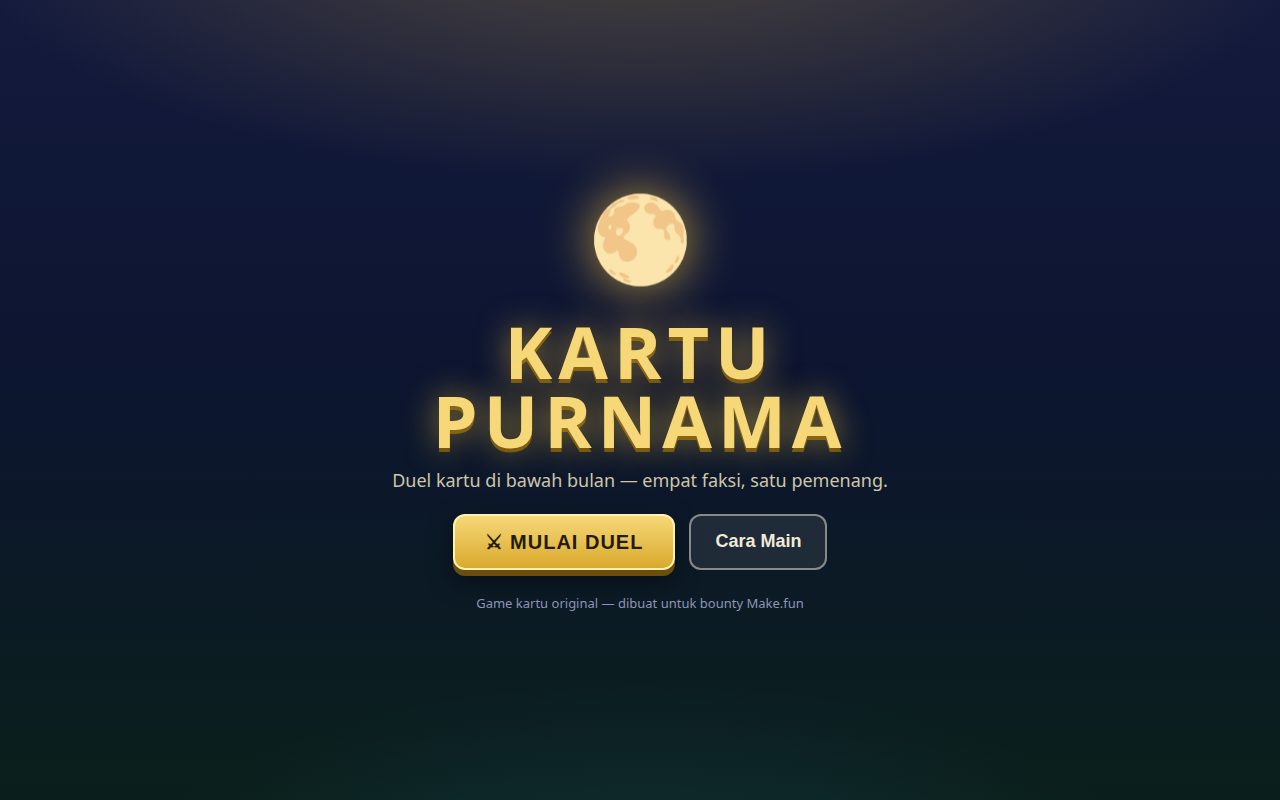 KARTU
PURNAMA
Duel kartu di bawah bulan — empat faksi, satu pemenang.
⚔ MULAI DUEL
Cara Main
Game kartu original — dibuat untuk bounty Make.fun